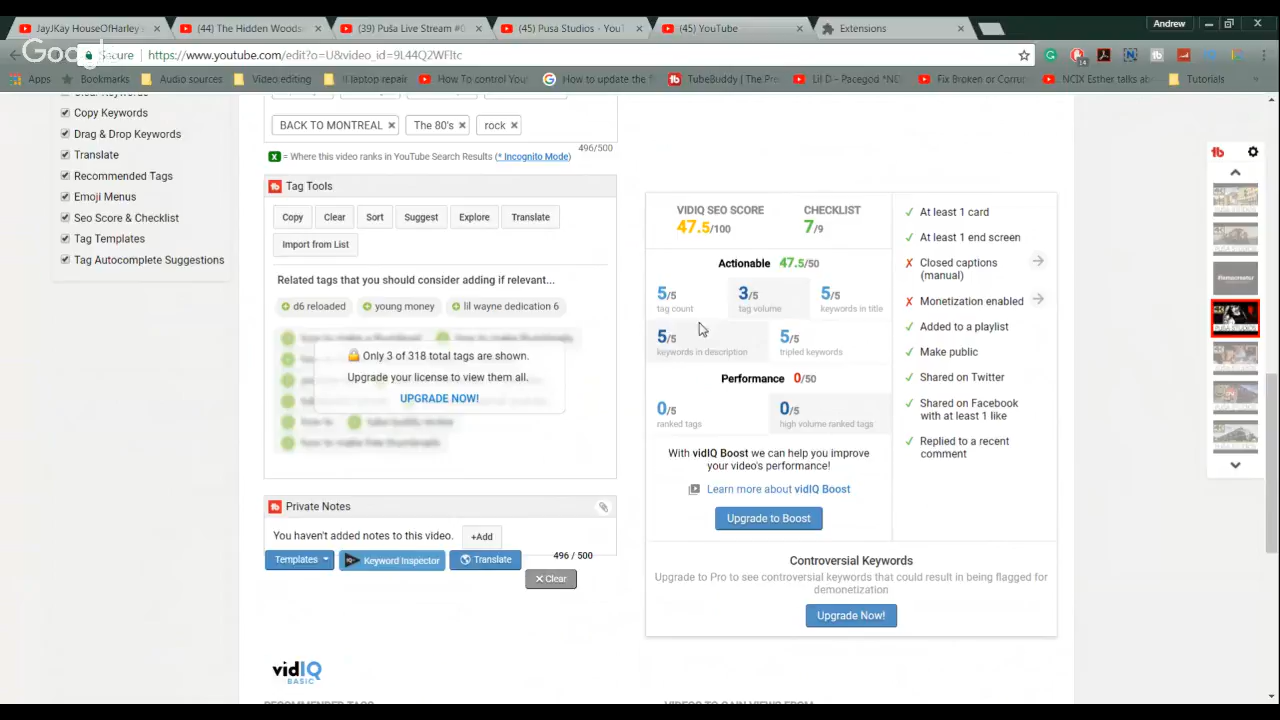 JayJKay HouseOfHarley
(44) The Hidden Woods
(39) Puša Live Stream #0
(45) Pusa Studios - YouT
(45) YouTube
Extensions
Andrew
Secure
https://www.youtube.com/edit?o=U&video_id=9L44Q2WFltc
14
Apps
Bookmarks
Audio sources
Video editing
II-laptop repair
How To control You
How to update the
TubeBuddy | The Pre
Lil D – Pacegod *ND
Fix Broken or Corrup
NCIX Esther talks ab
Tutorials
Copy Keywords
Drag & Drop Keywords
Translate
Recommended Tags
Emoji Menus
Seo Score & Checklist
Tag Templates
Tag Autocomplete Suggestions
BACK TO MONTREAL ×
The 80's ×
rock ×
496/500
X = Where this video ranks in YouTube Search Results (* Incognito Mode)
Tag Tools
Copy
Clear
Sort
Suggest
Explore
Translate
Import from List
Related tags that you should consider adding if relevant...
d6 reloaded
young money
lil wayne dedication 6
Only 3 of 318 total tags are shown.
Upgrade your license to view them all.
UPGRADE NOW!
Private Notes
You haven't added notes to this video.
+Add
Templates
Keyword Inspector
Translate
496 / 500
× Clear
vidIQ
BASIC
VIDIQ SEO SCORE
47.5/100
CHECKLIST
7/9
Actionable 47.5/50
5/5
tag count
3/5
tag volume
5/5
keywords in title
5/5
keywords in description
5/5
tripled keywords
Performance 0/50
0/5
ranked tags
0/5
high volume ranked tags
With vidIQ Boost we can help you improve
your video's performance!
Learn more about vidIQ Boost
Upgrade to Boost
✓ At least 1 card
✓ At least 1 end screen
✗ Closed captions
(manual)
✗ Monetization enabled
✓ Added to a playlist
✓ Make public
✓ Shared on Twitter
✓ Shared on Facebook
with at least 1 like
✓ Replied to a recent
comment
Controversial Keywords
Upgrade to Pro to see controversial keywords that could result in being flagged for
demonetization
Upgrade Now!
tb